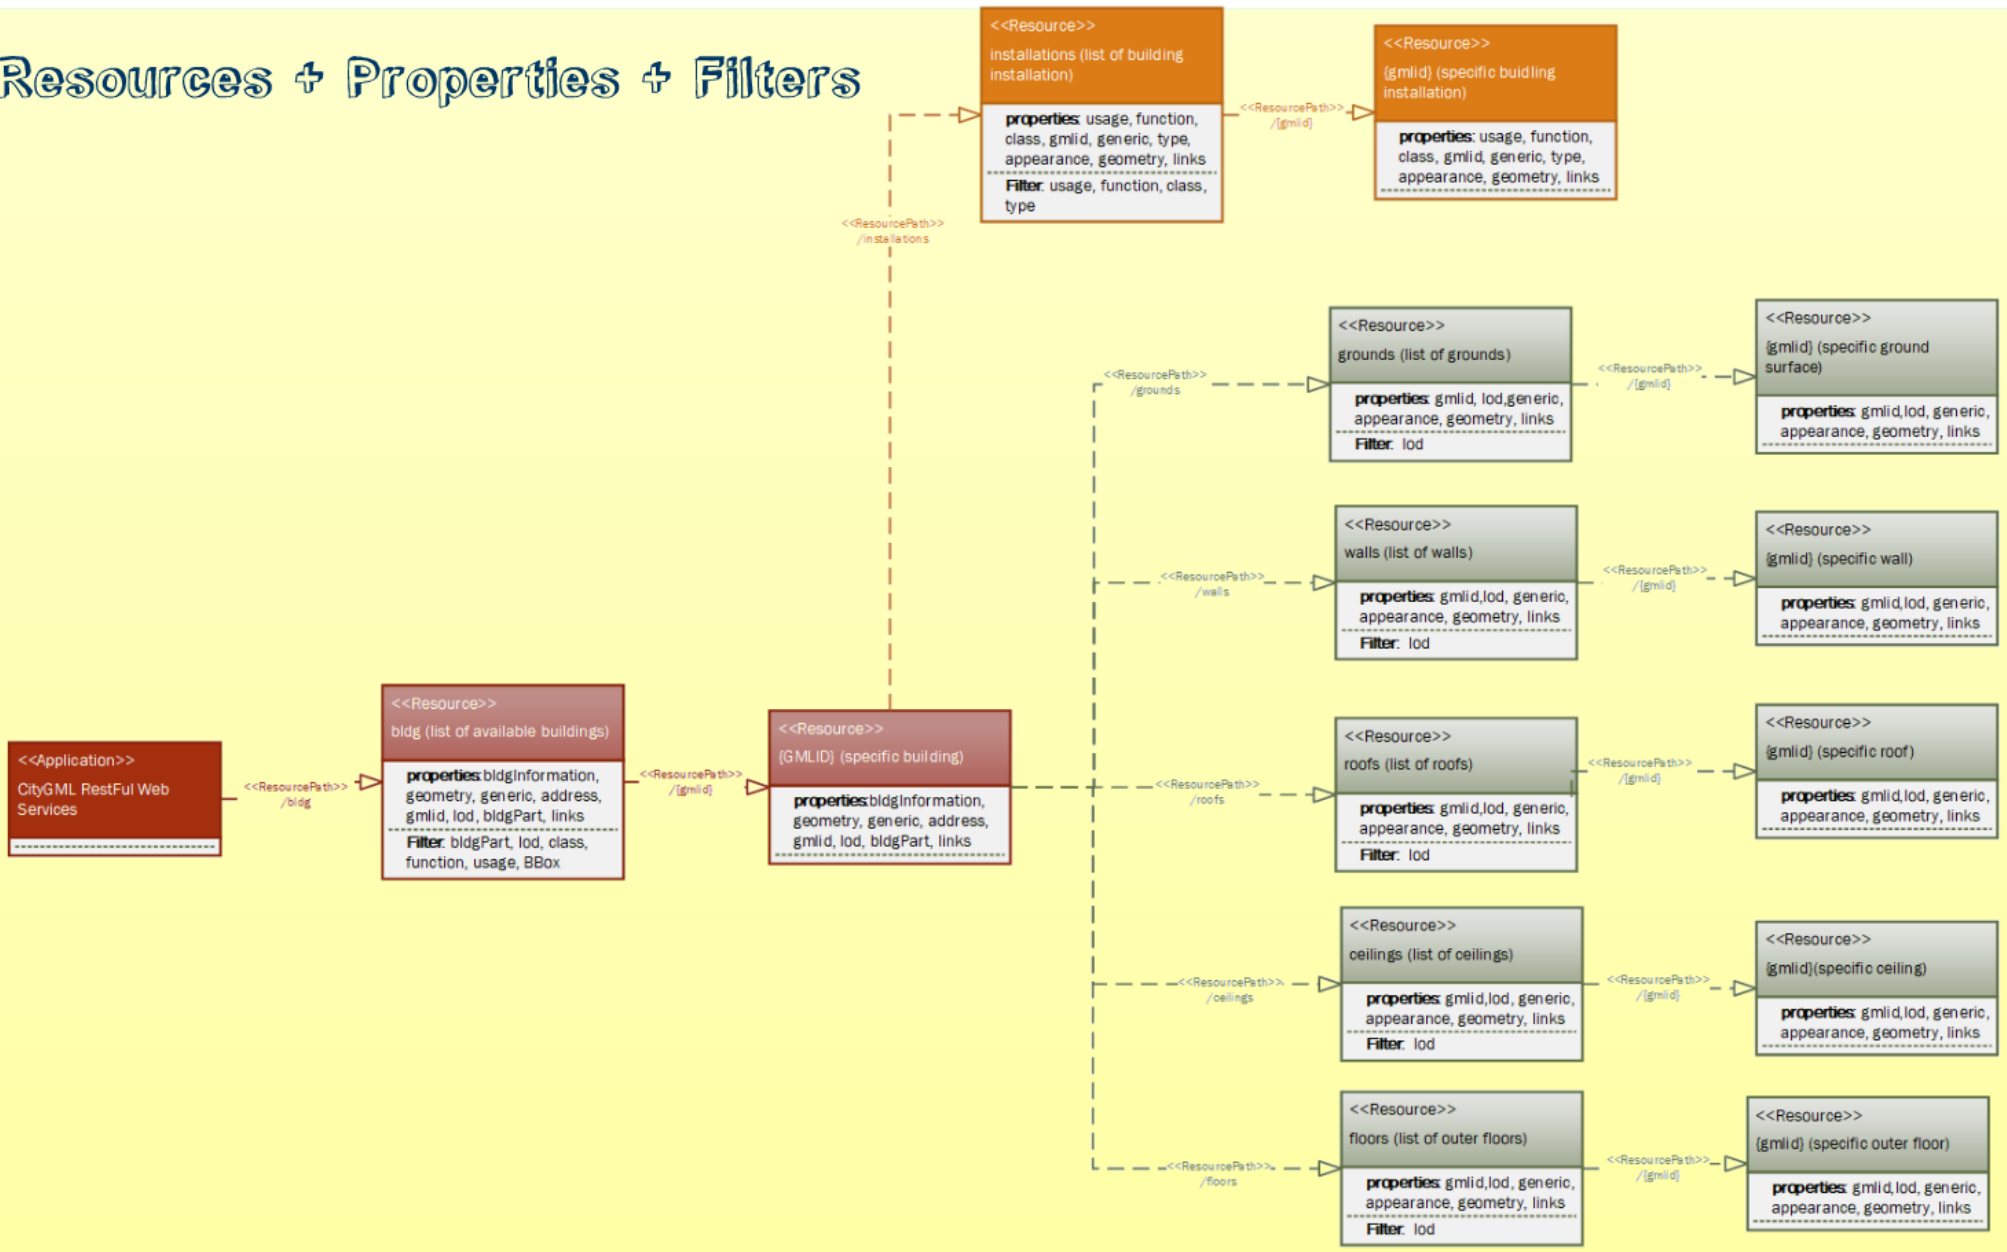 Resources + Properties + Filters
<<Resource>>
installations (list of building
installation)
properties: usage, function,
class, gmlid, generic, type,
appearance, geometry, links
Filter: usage, function, class,
type
<<ResourcePath>>
/{gmlid}
<<Resource>>
{gmlid} (specific buidling
installation)
properties: usage, function,
class, gmlid, generic, type,
appearance, geometry, links
<<ResourcePath>>
/installations
<<ResourcePath>>
/grounds
<<Resource>>
grounds (list of grounds)
properties: gmlid, lod,generic,
appearance, geometry, links
Filter: lod
<<ResourcePath>>
/{gmlid}
<<Resource>>
{gmlid} (specific ground
surface)
properties: gmlid,lod, generic,
appearance, geometry, links
<<ResourcePath>>
/walls
<<Resource>>
walls (list of walls)
properties: gmlid,lod, generic,
appearance, geometry, links
Filter: lod
<<ResourcePath>>
/{gmlid}
<<Resource>>
{gmlid} (specific wall)
properties: gmlid,lod, generic,
appearance, geometry, links
<<Application>>
CityGML RestFul Web
Services
<<ResourcePath>>
/bldg
<<Resource>>
bldg (list of available buildings)
properties:bldgInformation,
geometry, generic, address,
gmlid, lod, bldgPart, links
Filter: bldgPart, lod, class,
function, usage, BBox
<<ResourcePath>>
/{gmlid}
<<Resource>>
{GMLID} (specific building)
properties:bldgInformation,
geometry, generic, address,
gmlid, lod, bldgPart, links
<<ResourcePath>>
/roofs
<<Resource>>
roofs (list of roofs)
properties: gmlid,lod, generic,
appearance, geometry, links
Filter: lod
<<ResourcePath>>
/{gmlid}
<<Resource>>
{gmlid} (specific roof)
properties: gmlid,lod, generic,
appearance, geometry, links
<<ResourcePath>>
/ceilings
<<Resource>>
ceilings (list of ceilings)
properties: gmlid,lod, generic,
appearance, geometry, links
Filter: lod
<<ResourcePath>>
/{gmlid}
<<Resource>>
{gmlid}(specific ceiling)
properties: gmlid,lod, generic,
appearance, geometry, links
<<ResourcePath>>
/floors
<<Resource>>
floors (list of outer floors)
properties: gmlid,lod, generic,
appearance, geometry, links
Filter: lod
<<ResourcePath>>
/{gmlid}
<<Resource>>
{gmlid} (specific outer floor)
properties: gmlid,lod, generic,
appearance, geometry, links